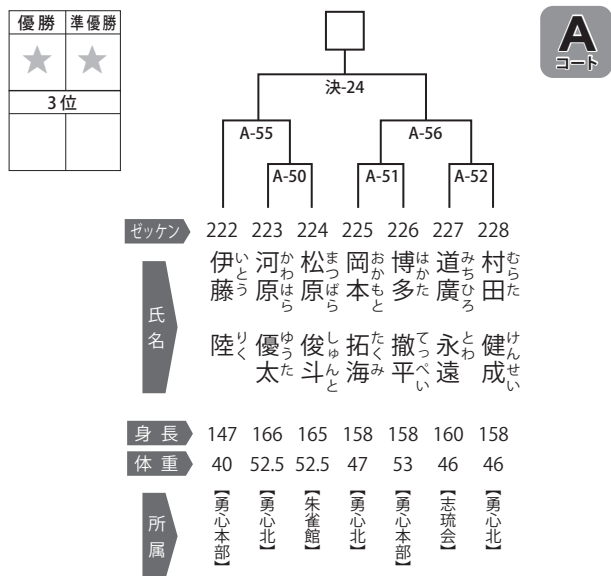 優勝 準優勝
★ ★
3位
A
コート
決-24
A-55 A-56
A-50 A-51 A-52
ゼッケン 222 223 224 225 226 227 228
氏名
伊藤 陸
いとう りく
河原 優太
かわはら ゆうた
松原 俊斗
まつばら しゅんと
岡本 拓海
おかもと たくみ
博多 撤平
はかた てっぺい
道廣 永遠
みちひろ とわ
村田 健成
むらた けんせい
身長 147 166 165 158 158 160 158
体重 40 52.5 52.5 47 53 46 46
所属
【勇心本部】
【勇心北】
【朱雀館】
【勇心北】
【勇心本部】
【志琉会】
【勇心北】